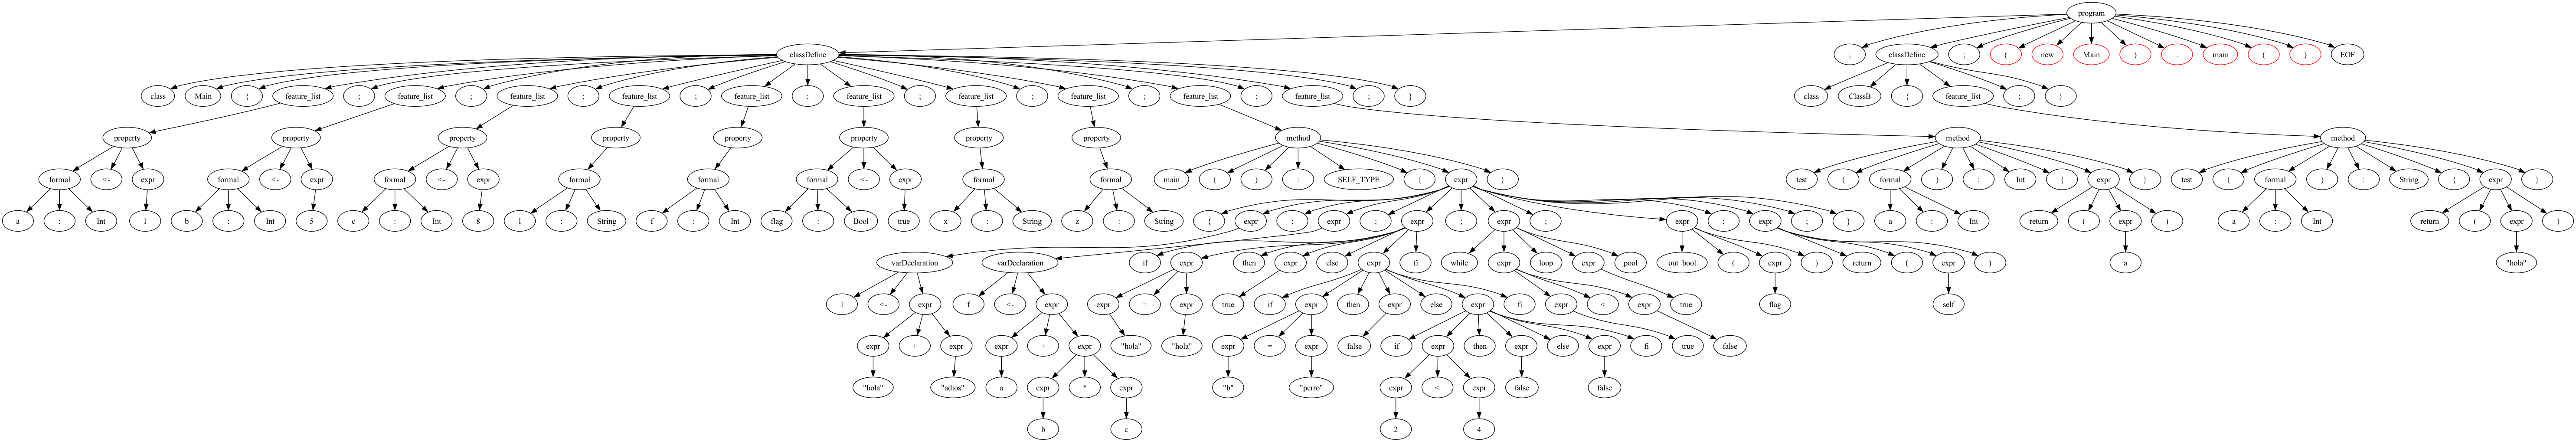 program
classDefine ; classDefine ; ( new Main ) . main ( ) EOF
class Main { feature_list ; feature_list ; feature_list ; feature_list ; feature_list ; feature_list ; feature_list ; feature_list ; feature_list ; feature_list ; } class ClassB { feature_list ; }
property property property property property property property property method method method
formal <- expr formal <- expr formal <- expr formal formal formal <- expr formal formal main ( ) : SELF_TYPE { expr } test ( formal ) : Int { expr } test ( formal ) : String { expr }
a : Int 1 b : Int 5 c : Int 8 l : String f : Int flag : Bool true x : String z : String { expr ; expr ; expr ; expr ; expr ; expr ; } a : Int return ( expr ) a : Int return ( expr )
varDeclaration varDeclaration if expr then expr else expr fi while expr loop expr pool out_bool ( expr ) return ( expr ) a "hola"
l <- expr f <- expr expr = expr true if expr then expr else expr fi expr < expr true flag self
expr + expr expr + expr "hola" "hola" expr = expr false if expr then expr else expr fi true false
"hola" "adios" a expr * expr "b" "perro" expr < expr false false
b c 2 4